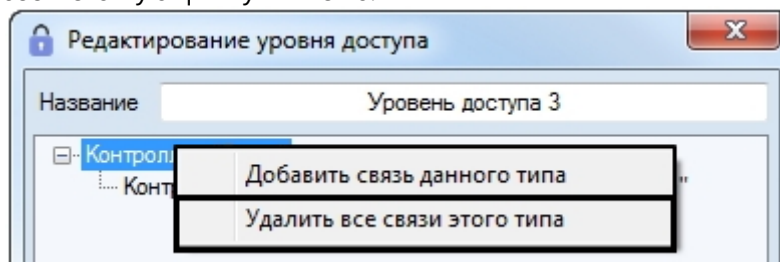 Редактирование уровня доступа
Название Уровень доступа 3
Добавить связь данного типа
Удалить все связи этого типа